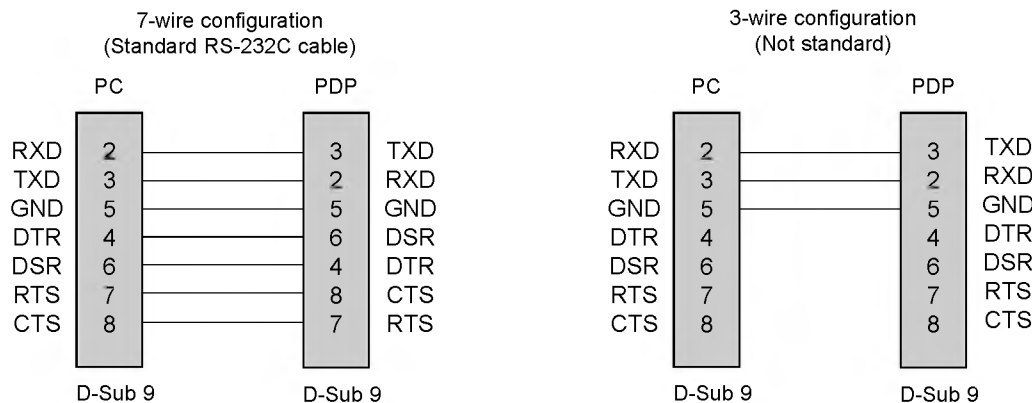 7-wire configuration
(Standard RS-232C cable)
PC PDP
RXD 2 3 TXD
TXD 3 2 RXD
GND 5 5 GND
DTR 4 6 DSR
DSR 6 4 DTR
RTS 7 8 CTS
CTS 8 7 RTS
D-Sub 9 D-Sub 9
3-wire configuration
(Not standard)
PC PDP
RXD 2 3 TXD
TXD 3 2 RXD
GND 5 5 GND
DTR 4 4 DTR
DSR 6 6 DSR
RTS 7 7 RTS
CTS 8 8 CTS
D-Sub 9 D-Sub 9